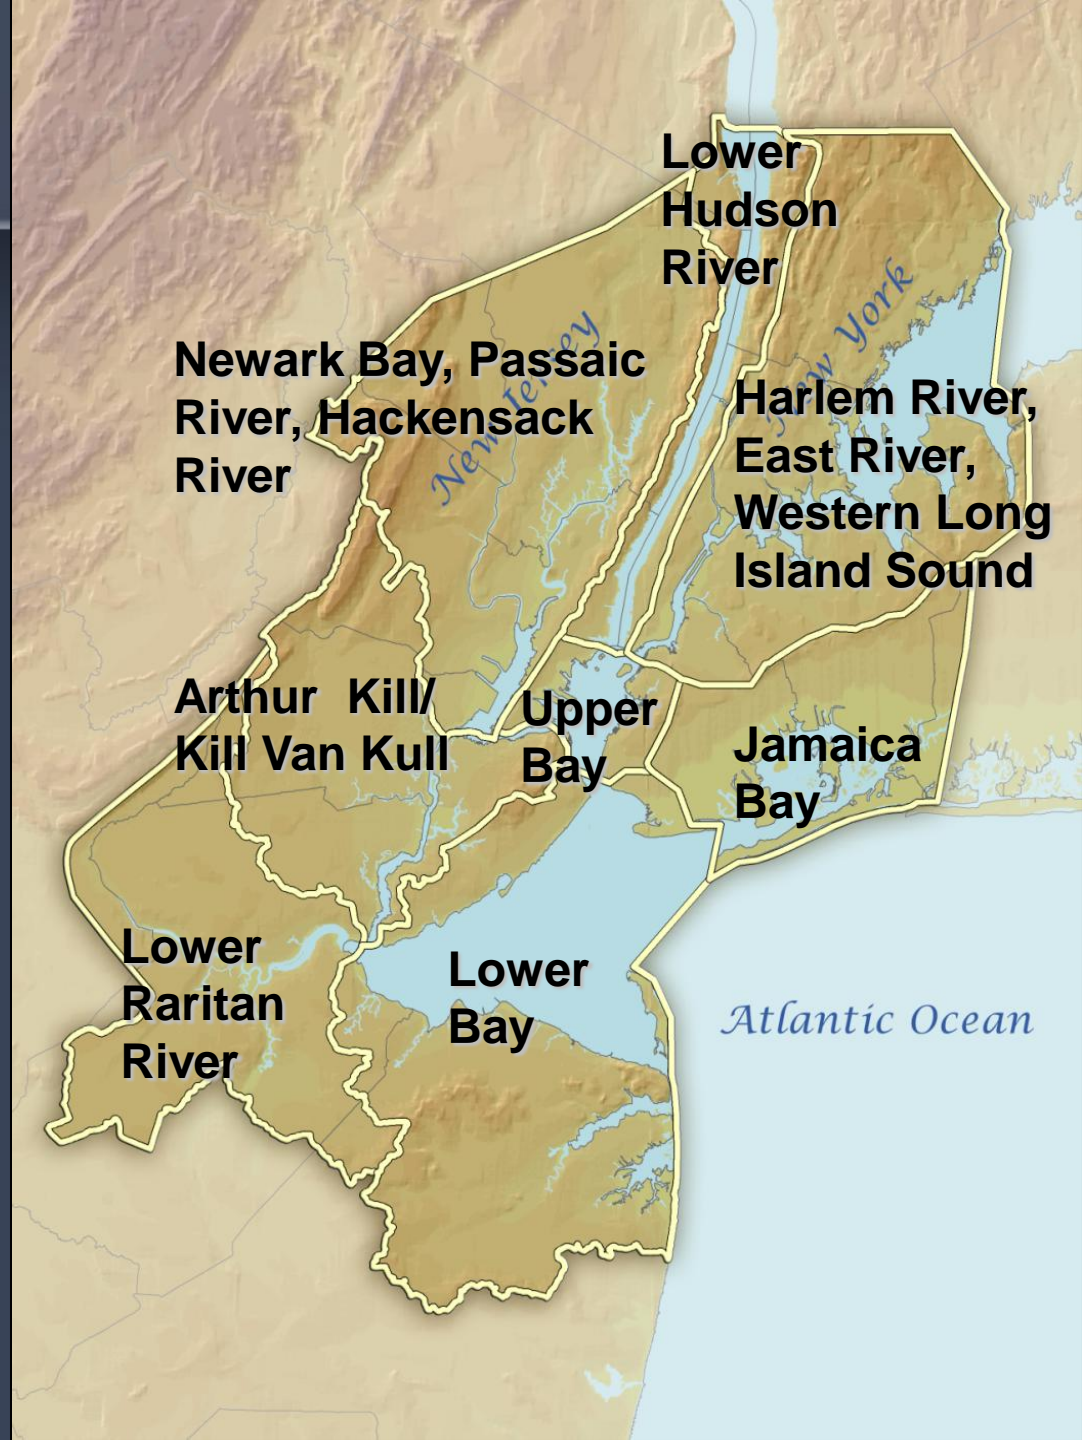 Lower
Hudson
River
New Jersey
New York
Newark Bay, Passaic
River, Hackensack
River
Harlem River,
East River,
Western Long
Island Sound
Arthur Kill/
Kill Van Kull
Upper
Bay
Jamaica
Bay
Lower
Raritan
River
Lower
Bay
Atlantic Ocean